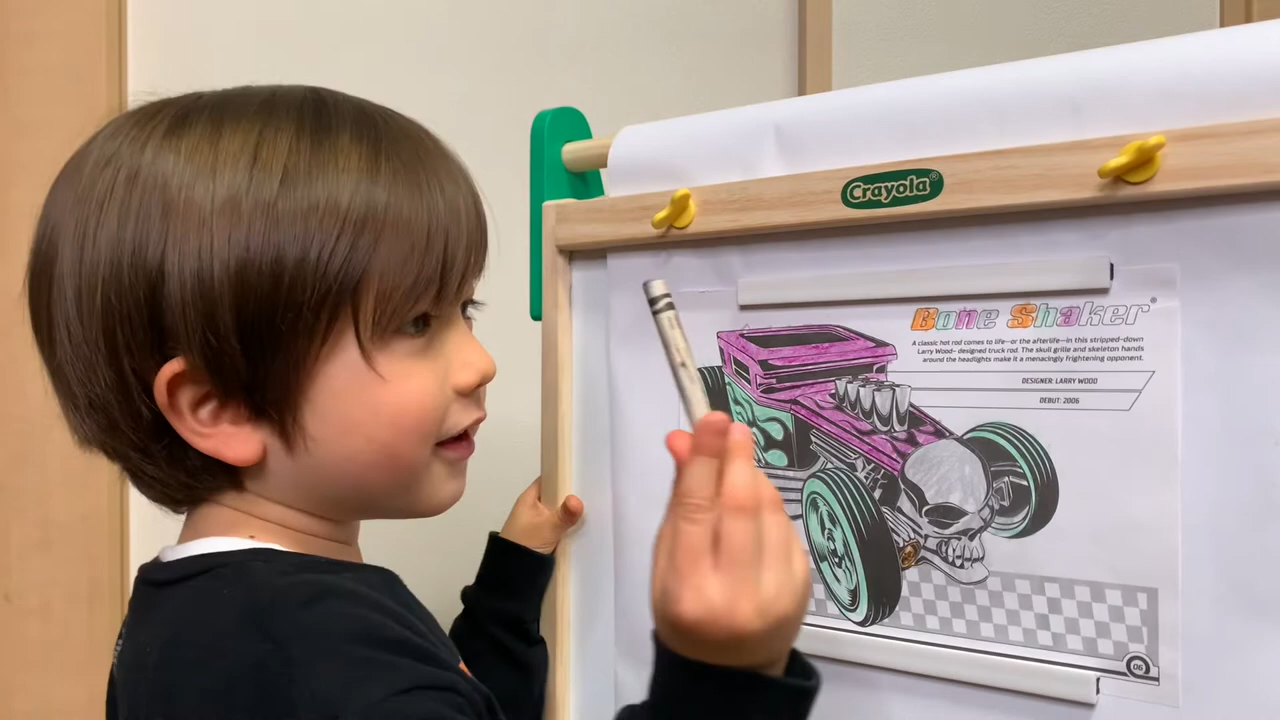 Crayola®
Bone Shaker®
A classic hot rod comes to life—or the afterlife—in this stripped-down
Larry Wood- designed truck rod. The skull grille and skeleton hands
around the headlights make it a menacingly frightening opponent.
DESIGNER: LARRY WOOD
DEBUT: 2006
06